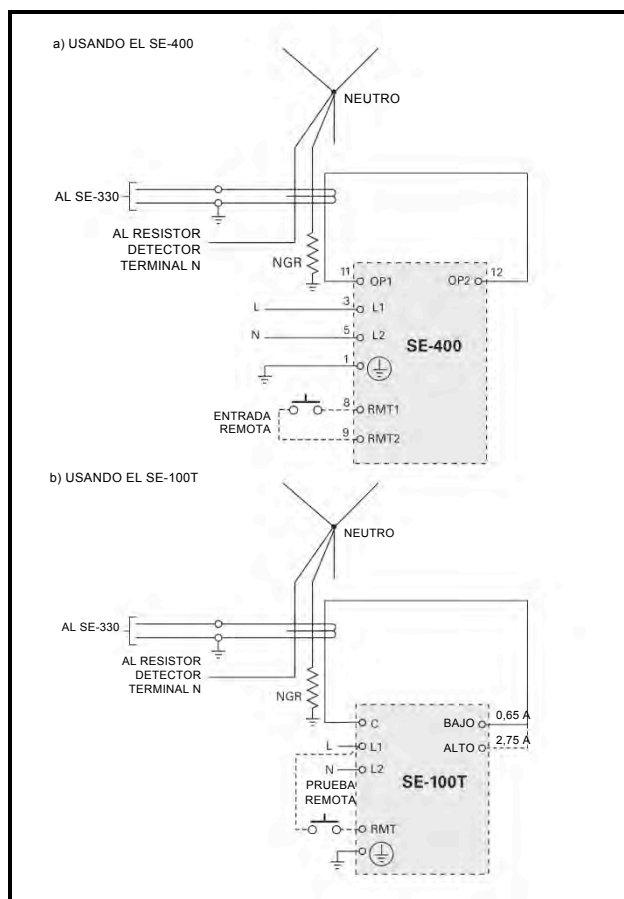 a) USANDO EL SE-400
NEUTRO
AL SE-330
AL RESISTOR
DETECTOR
TERMINAL N
NGR
11 OP1
OP2 12
L 3 L1
N 5 L2
SE-400
1
ENTRADA
REMOTA
8 RMT1
9 RMT2
b) USANDO EL SE-100T
NEUTRO
AL SE-330
AL RESISTOR
DETECTOR
TERMINAL N
NGR
C
BAJO 0,65 A
L L1
ALTO 2,75 A
N L2
SE-100T
PRUEBA
REMOTA
RMT